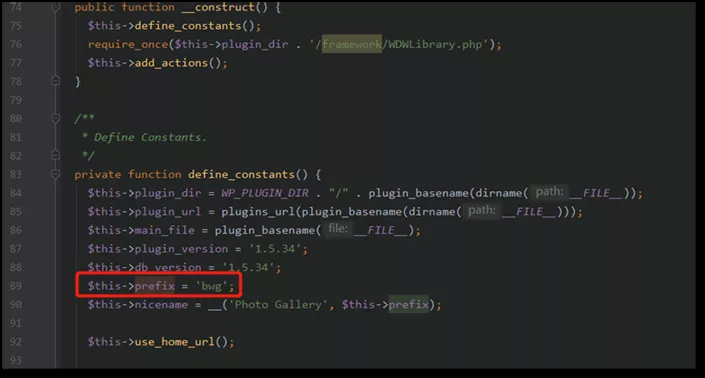 74 public function __construct() {
75 $this->define_constants();
76 require_once($this->plugin_dir . '/framework/WDWLibrary.php');
77 $this->add_actions();
78 }
79
80 /**
81 * Define Constants.
82 */
83 private function define_constants() {
84 $this->plugin_dir = WP_PLUGIN_DIR . "/" . plugin_basename(dirname( path: __FILE__));
85 $this->plugin_url = plugins_url(plugin_basename(dirname( path: __FILE__)));
86 $this->main_file = plugin_basename( file: __FILE__);
87 $this->plugin_version = '1.5.34';
88 $this->db_version = '1.5.34';
89 $this->prefix = 'bwg';
90 $this->nicename = __('Photo Gallery', $this->prefix);
91
92 $this->use_home_url();
93